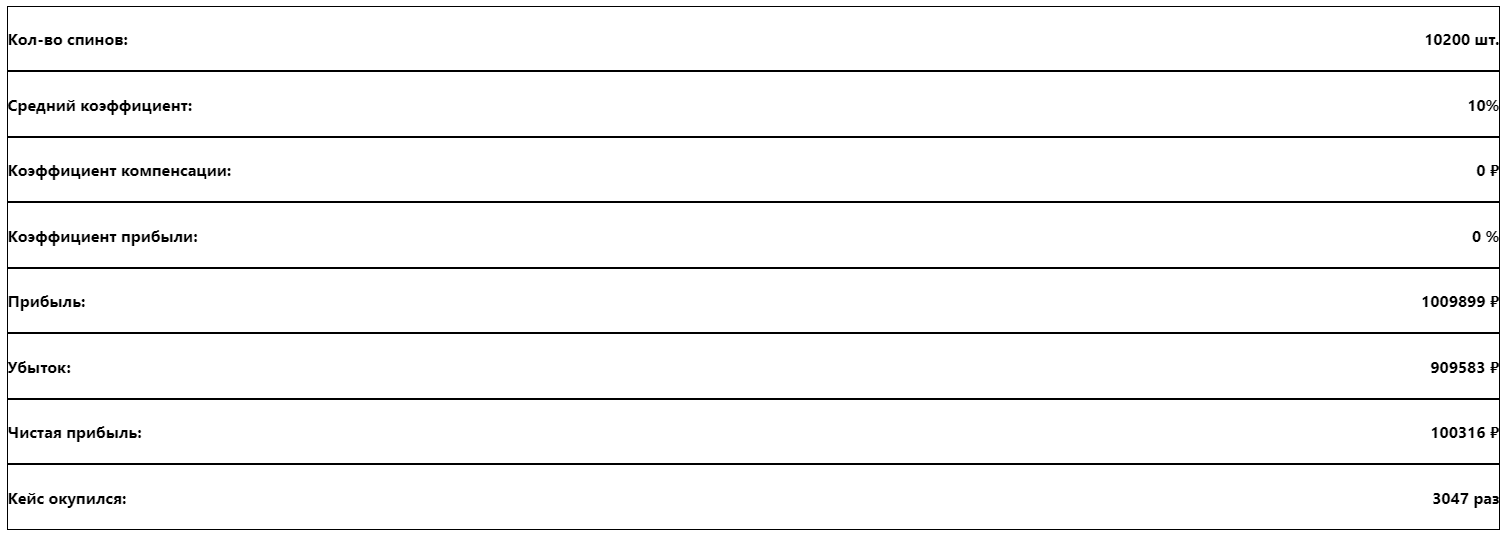 Кол-во спинов: 10200 шт.
Средний коэффициент: 10%
Коэффициент компенсации: 0 ₽
Коэффициент прибыли: 0 %
Прибыль: 1009899 ₽
Убыток: 909583 ₽
Чистая прибыль: 100316 ₽
Кейс окупился: 3047 раз